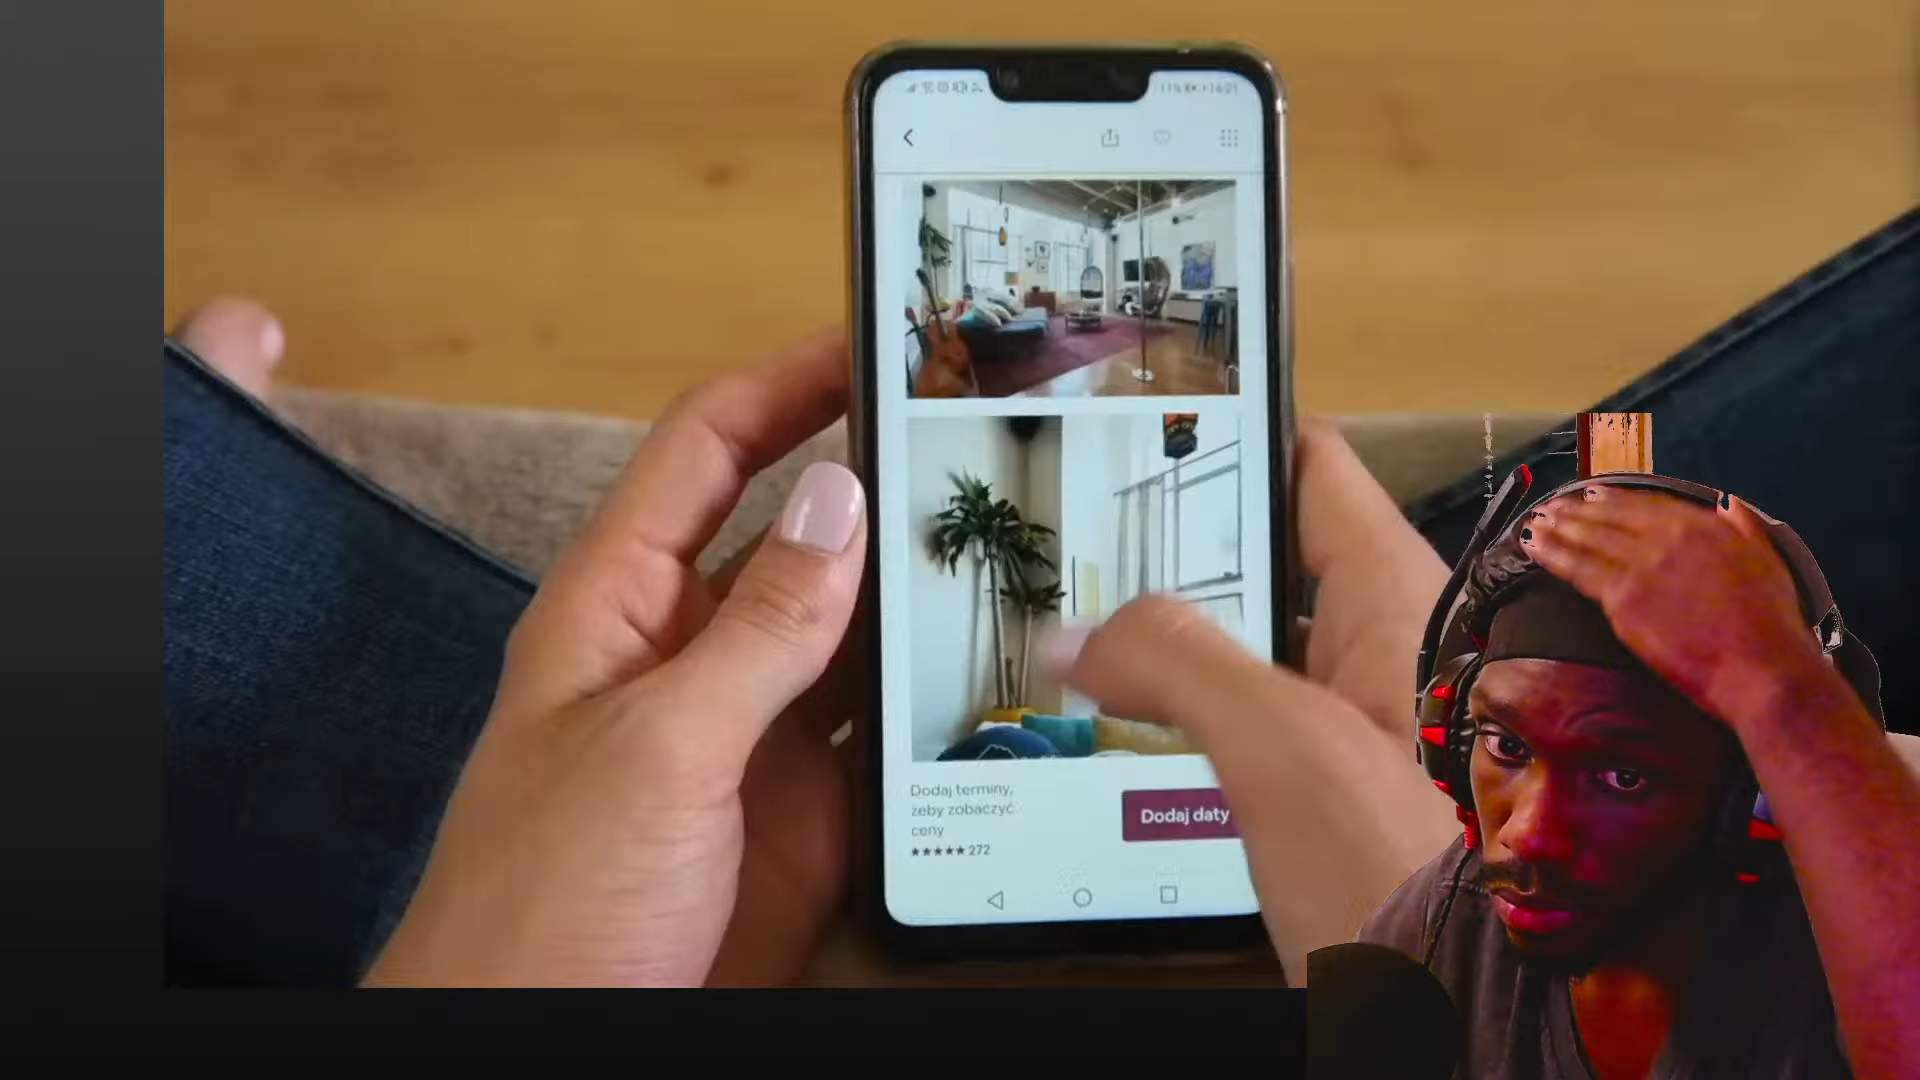 Dodaj terminy,
żeby zobaczyć
ceny
Dodaj daty
★★★★★ 272